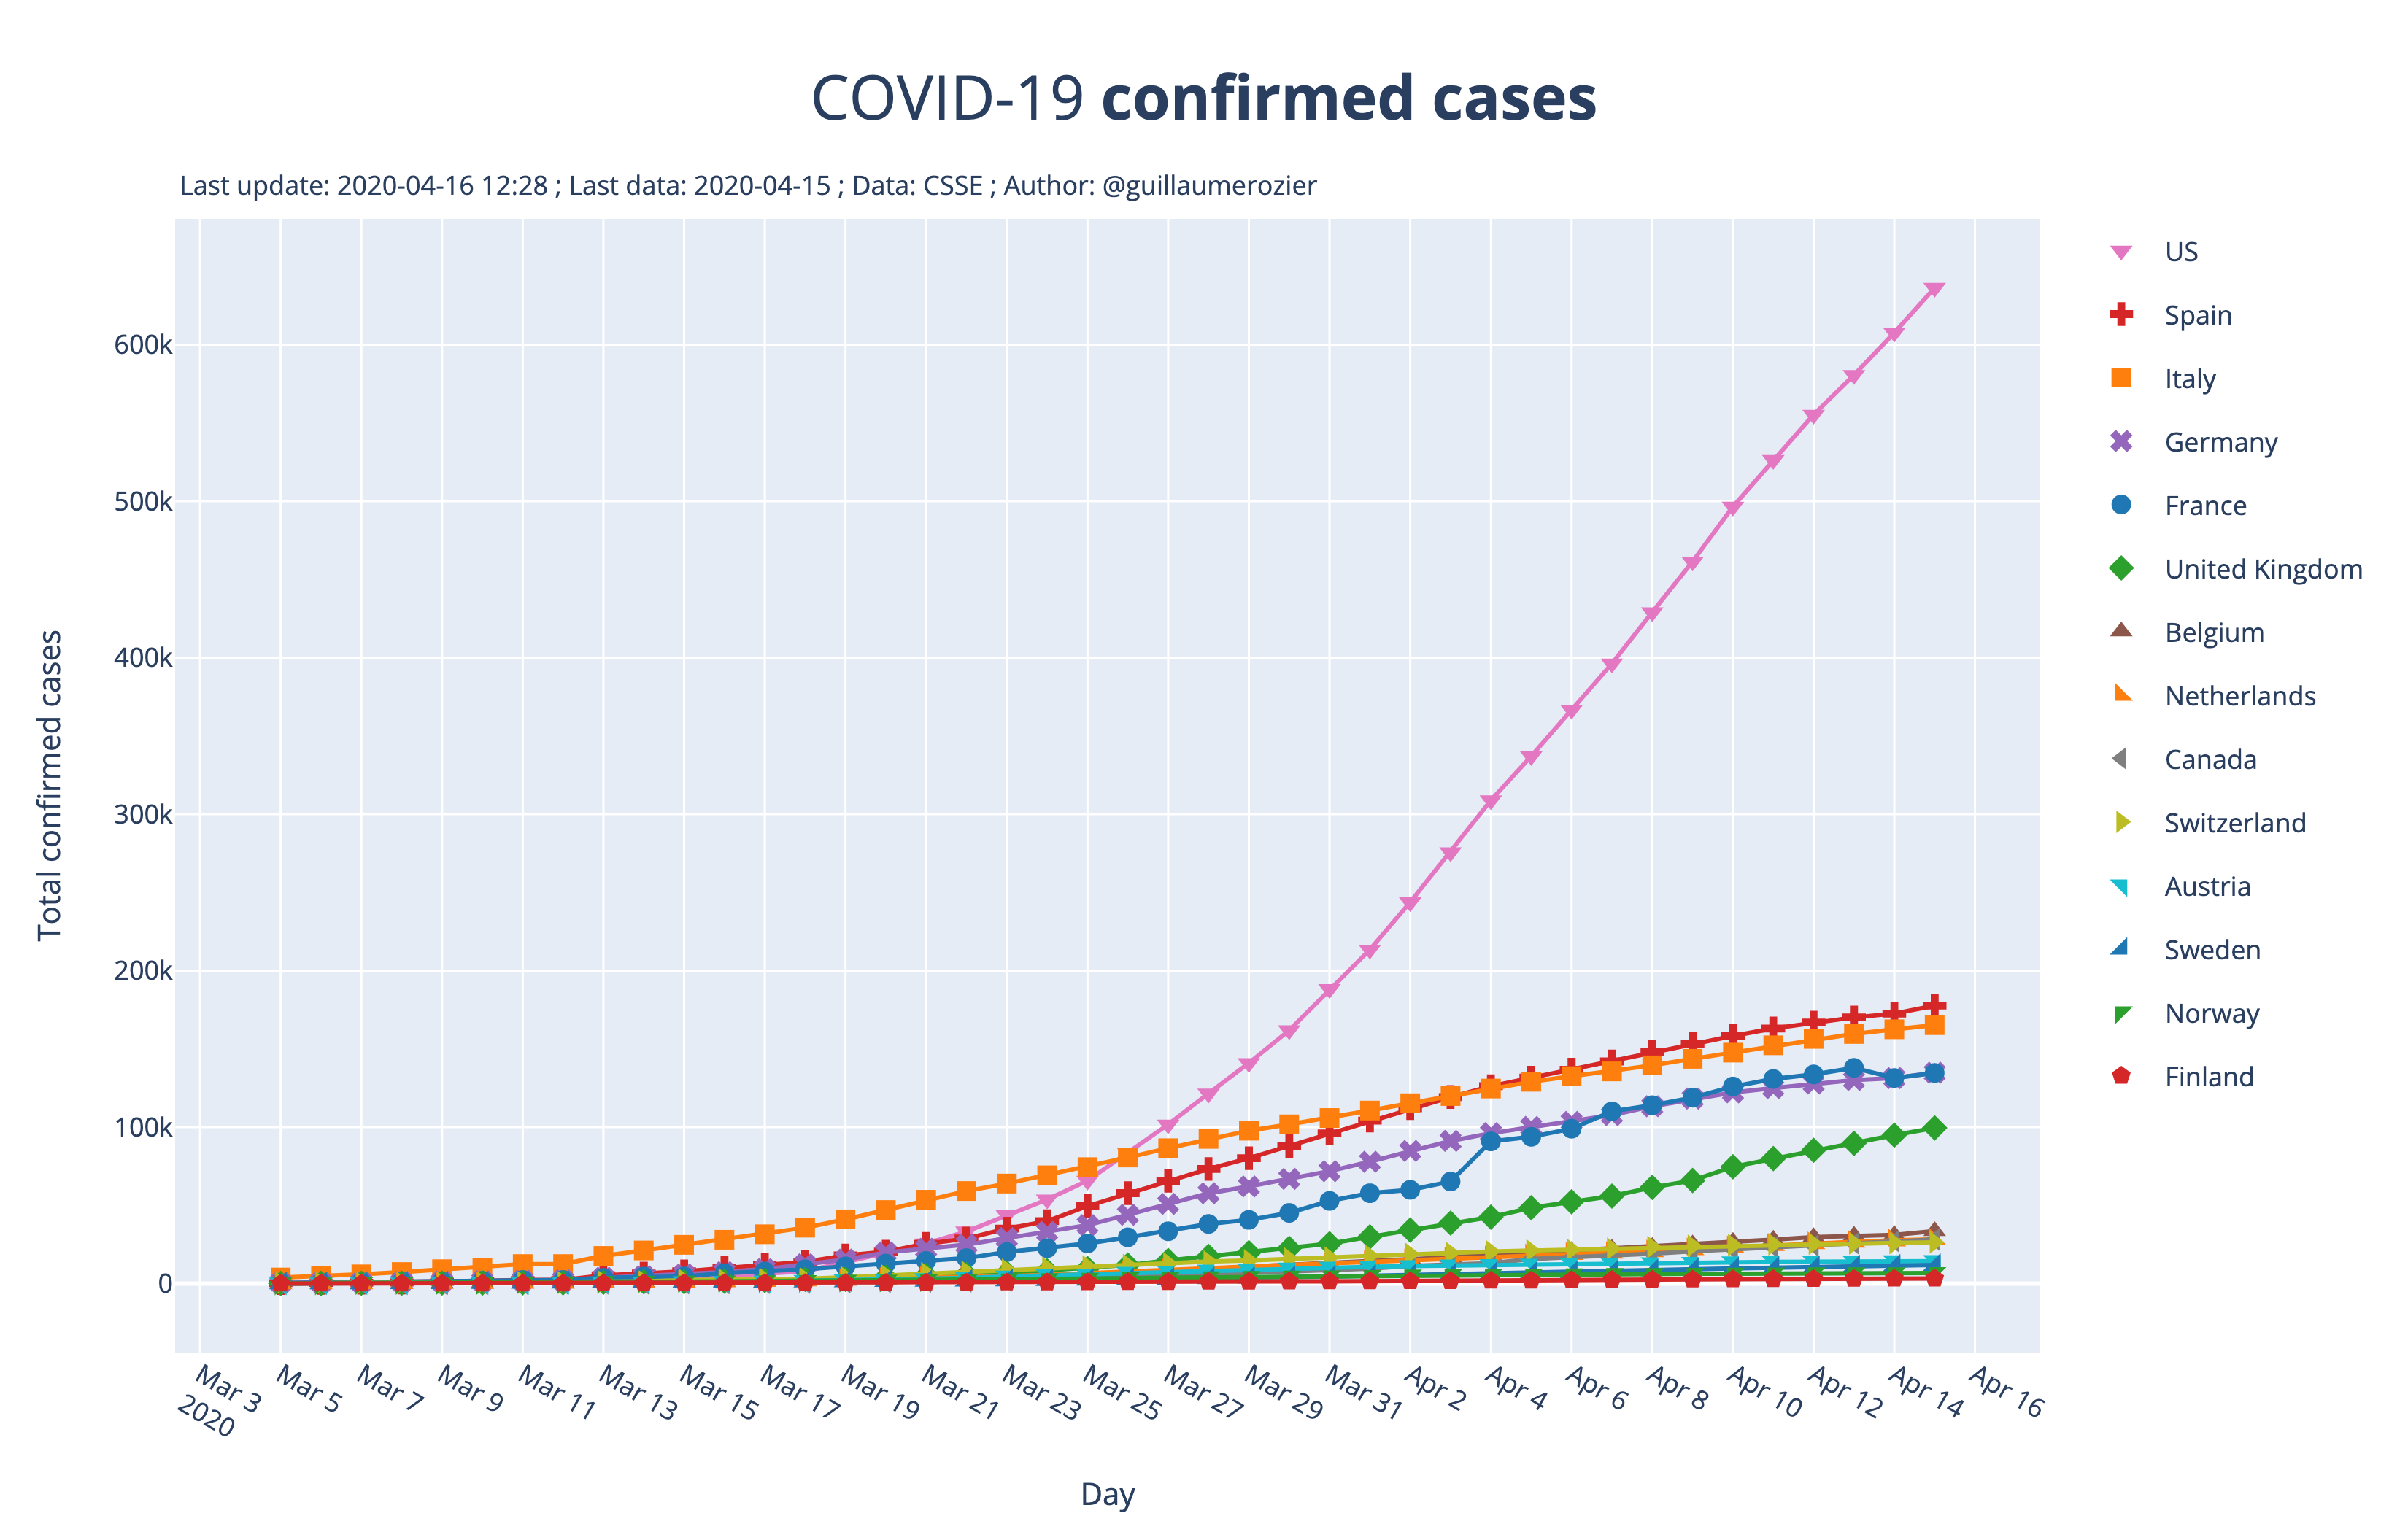 COVID-19 confirmed cases
Last update: 2020-04-16 12:28 ; Last data: 2020-04-15 ; Data: CSSE ; Author: @guillaumerozier
Total confirmed cases
600k
500k
400k
300k
200k
100k
0
Mar 3
2020
Mar 5
Mar 7
Mar 9
Mar 11
Mar 13
Mar 15
Mar 17
Mar 19
Mar 21
Mar 23
Mar 25
Mar 27
Mar 29
Mar 31
Apr 2
Apr 4
Apr 6
Apr 8
Apr 10
Apr 12
Apr 14
Apr 16
Day
US
Spain
Italy
Germany
France
United Kingdom
Belgium
Netherlands
Canada
Switzerland
Austria
Sweden
Norway
Finland